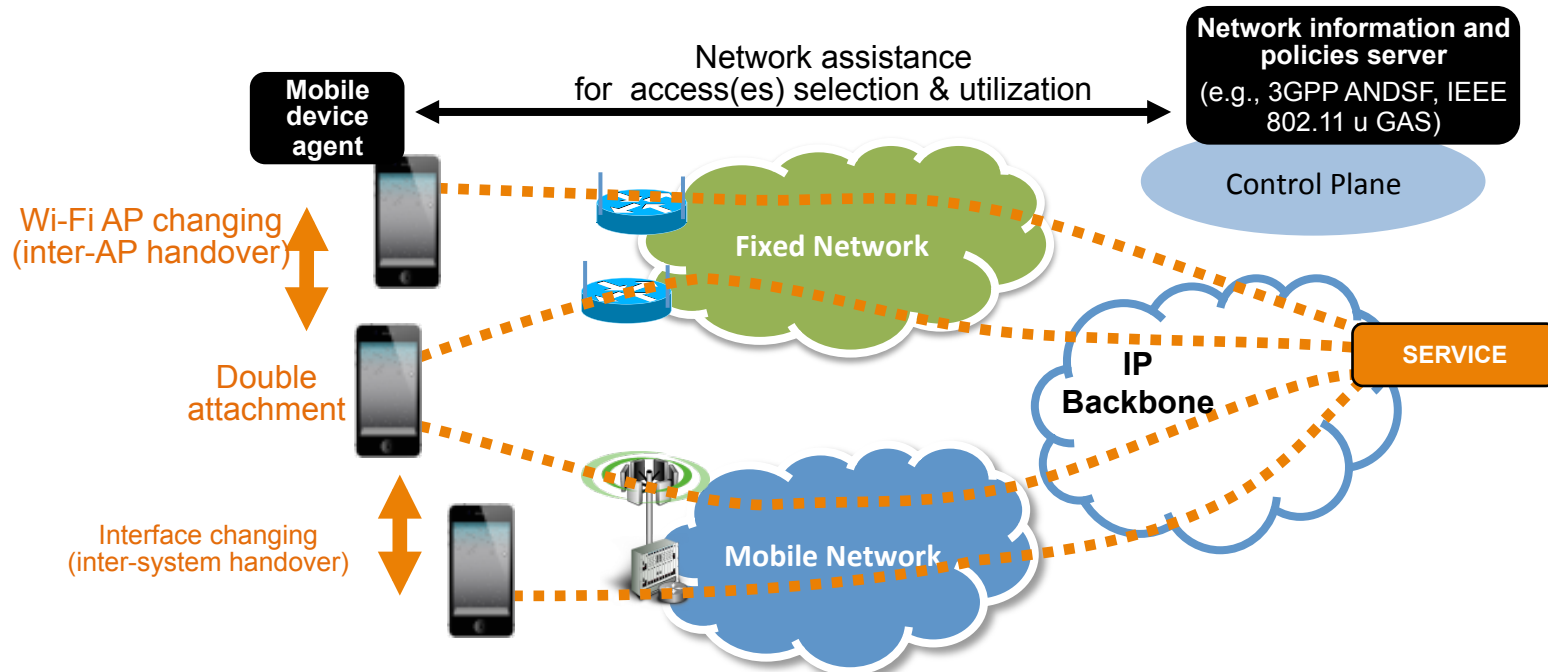 Network assistance
for access(es) selection & utilization
Network information and
policies server
(e.g., 3GPP ANDSF, IEEE
802.11 u GAS)
Mobile
device
agent
Control Plane
Wi-Fi AP changing
(inter-AP handover)
Fixed Network
Double
attachment
IP
Backbone
SERVICE
Interface changing
(inter-system handover)
Mobile Network